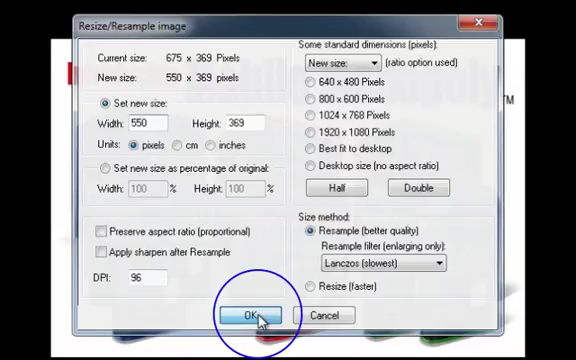 Resize/Resample image
Current size: 675 x 369 Pixels
New size: 550 x 369 Pixels
Set new size:
Width: 550 Height: 369
Units: pixels cm inches
Set new size as percentage of original:
Width: 100 % Height: 100 %
Preserve aspect ratio (proportional)
Apply sharpen after Resample
DPI: 96
Some standard dimensions (pixels):
New size: (ratio option used)
640 x 480 Pixels
800 x 600 Pixels
1024 x 768 Pixels
1920 x 1080 Pixels
Best fit to desktop
Desktop size (no aspect ratio)
Half Double
Size method:
Resample (better quality)
Resample filter (enlarging only):
Lanczos (slowest)
Resize (faster)
OK Cancel
TM